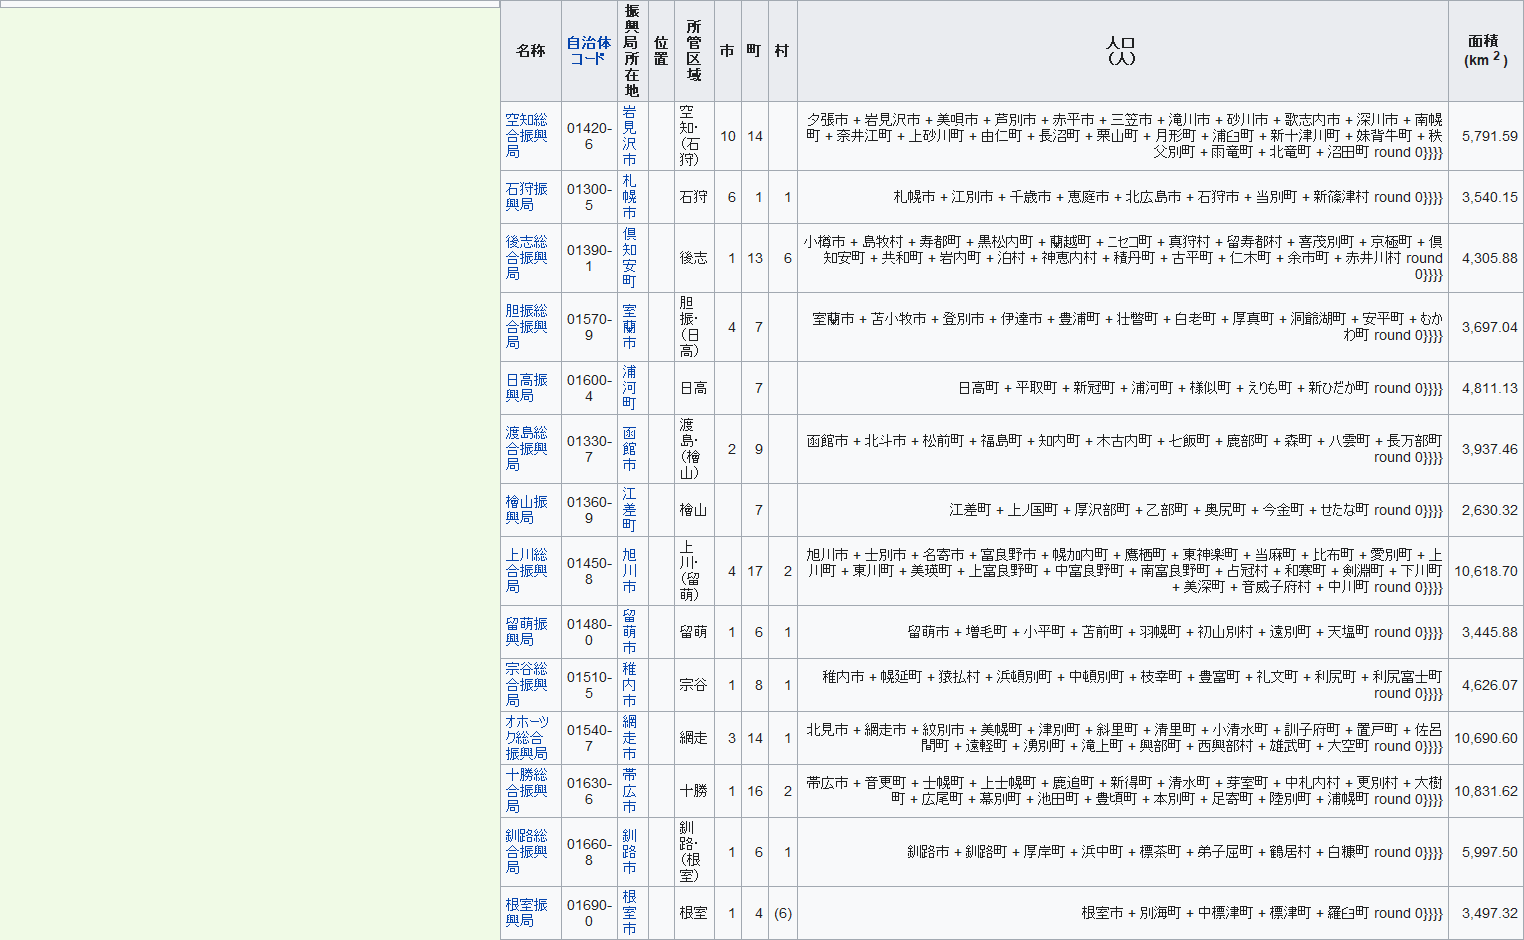 名称 自治体コード 振興局所在地 位置 所管区域 市 町 村 人口（人） 面積(km 2 )
空知総合振興局 01420-6 岩見沢市 空知・（石狩） 10 14 夕張市 + 岩見沢市 + 美唄市 + 芦別市 + 赤平市 + 三笠市 + 滝川市 + 砂川市 + 歌志内市 + 深川市 + 南幌町 + 奈井江町 + 上砂川町 + 由仁町 + 長沼町 + 栗山町 + 月形町 + 浦臼町 + 新十津川町 + 妹背牛町 + 秩父別町 + 雨竜町 + 北竜町 + 沼田町 round 0}}}} 5,791.59
石狩振興局 01300-5 札幌市 石狩 6 1 1 札幌市 + 江別市 + 千歳市 + 恵庭市 + 北広島市 + 石狩市 + 当別町 + 新篠津村 round 0}}}} 3,540.15
後志総合振興局 01390-1 倶知安町 後志 1 13 6 小樽市 + 島牧村 + 寿都町 + 黒松内町 + 蘭越町 + ニセコ町 + 真狩村 + 留寿都村 + 喜茂別町 + 京極町 + 倶知安町 + 共和町 + 岩内町 + 泊村 + 神恵内村 + 積丹町 + 古平町 + 仁木町 + 余市町 + 赤井川村 round 0}}}} 4,305.88
胆振総合振興局 01570-9 室蘭市 胆振・（日高） 4 7 室蘭市 + 苫小牧市 + 登別市 + 伊達市 + 豊浦町 + 壮瞥町 + 白老町 + 厚真町 + 洞爺湖町 + 安平町 + むかわ町 round 0}}}} 3,697.04
日高振興局 01600-4 浦河町 日高 7 日高町 + 平取町 + 新冠町 + 浦河町 + 様似町 + えりも町 + 新ひだか町 round 0}}}} 4,811.13
渡島総合振興局 01330-7 函館市 渡島・（檜山） 2 9 函館市 + 北斗市 + 松前町 + 福島町 + 知内町 + 木古内町 + 七飯町 + 鹿部町 + 森町 + 八雲町 + 長万部町 round 0}}}} 3,937.46
檜山振興局 01360-9 江差町 檜山 7 江差町 + 上ノ国町 + 厚沢部町 + 乙部町 + 奥尻町 + 今金町 + せたな町 round 0}}}} 2,630.32
上川総合振興局 01450-8 旭川市 上川・（留萌） 4 17 2 旭川市 + 士別市 + 名寄市 + 富良野市 + 幌加内町 + 鷹栖町 + 東神楽町 + 当麻町 + 比布町 + 愛別町 + 上川町 + 東川町 + 美瑛町 + 上富良野町 + 中富良野町 + 南富良野町 + 占冠村 + 和寒町 + 剣淵町 + 下川町 + 美深町 + 音威子府村 + 中川町 round 0}}}} 10,618.70
留萌振興局 01480-0 留萌市 留萌 1 6 1 留萌市 + 増毛町 + 小平町 + 苫前町 + 羽幌町 + 初山別村 + 遠別町 + 天塩町 round 0}}}} 3,445.88
宗谷総合振興局 01510-5 稚内市 宗谷 1 8 1 稚内市 + 幌延町 + 猿払村 + 浜頓別町 + 中頓別町 + 枝幸町 + 豊富町 + 礼文町 + 利尻町 + 利尻富士町 round 0}}}} 4,626.07
オホーツク総合振興局 01540-7 網走市 網走 3 14 1 北見市 + 網走市 + 紋別市 + 美幌町 + 津別町 + 斜里町 + 清里町 + 小清水町 + 訓子府町 + 置戸町 + 佐呂間町 + 遠軽町 + 湧別町 + 滝上町 + 興部町 + 西興部村 + 雄武町 + 大空町 round 0}}}} 10,690.60
十勝総合振興局 01630-6 帯広市 十勝 1 16 2 帯広市 + 音更町 + 士幌町 + 上士幌町 + 鹿追町 + 新得町 + 清水町 + 芽室町 + 中札内村 + 更別村 + 大樹町 + 広尾町 + 幕別町 + 池田町 + 豊頃町 + 本別町 + 足寄町 + 陸別町 + 浦幌町 round 0}}}} 10,831.62
釧路総合振興局 01660-8 釧路市 釧路・（根室） 1 6 1 釧路市 + 釧路町 + 厚岸町 + 浜中町 + 標茶町 + 弟子屈町 + 鶴居村 + 白糠町 round 0}}}} 5,997.50
根室振興局 01690-0 根室市 根室 1 4 (6) 根室市 + 別海町 + 中標津町 + 標津町 + 羅臼町 round 0}}}} 3,497.32